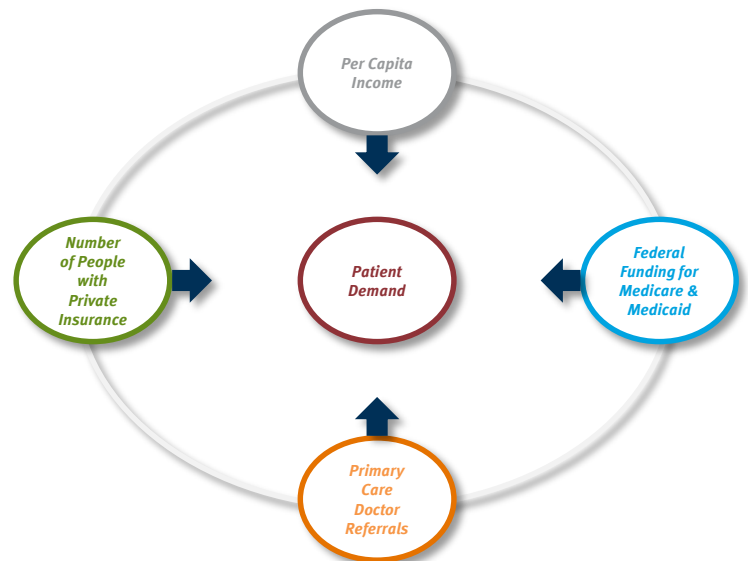 Per Capita
Income
Number
of People
with
Private
Insurance
Patient
Demand
Federal
Funding for
Medicare &
Medicaid
Primary
Care
Doctor
Referrals